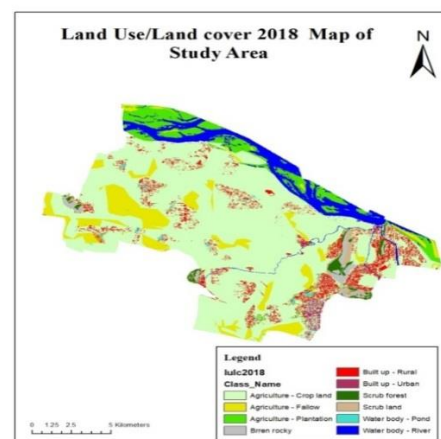 Land Use/Land cover 2018 Map of
Study Area
N
0 1.25 2.5 5 Kilometers
Legend
lulc2018
Class_Name
Agriculture - Crop land
Agriculture - Fallow
Agriculture - Plantation
Birren rocky
Built up - Rural
Built up - Urban
Scrub forest
Scrub land
Water body - Pond
Water body - River